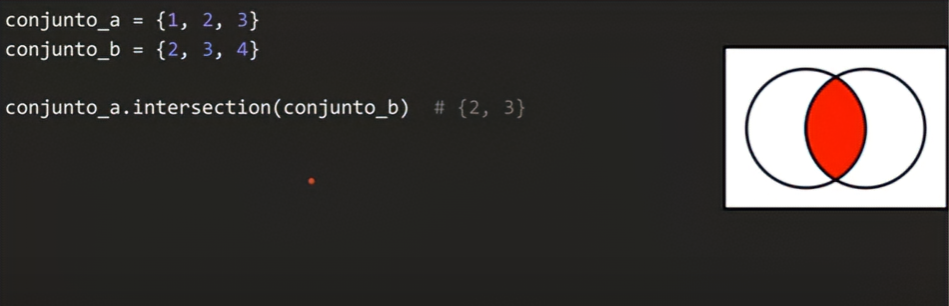 conjunto_a = {1, 2, 3}
conjunto_b = {2, 3, 4}
conjunto_a.intersection(conjunto_b)  # {2, 3}